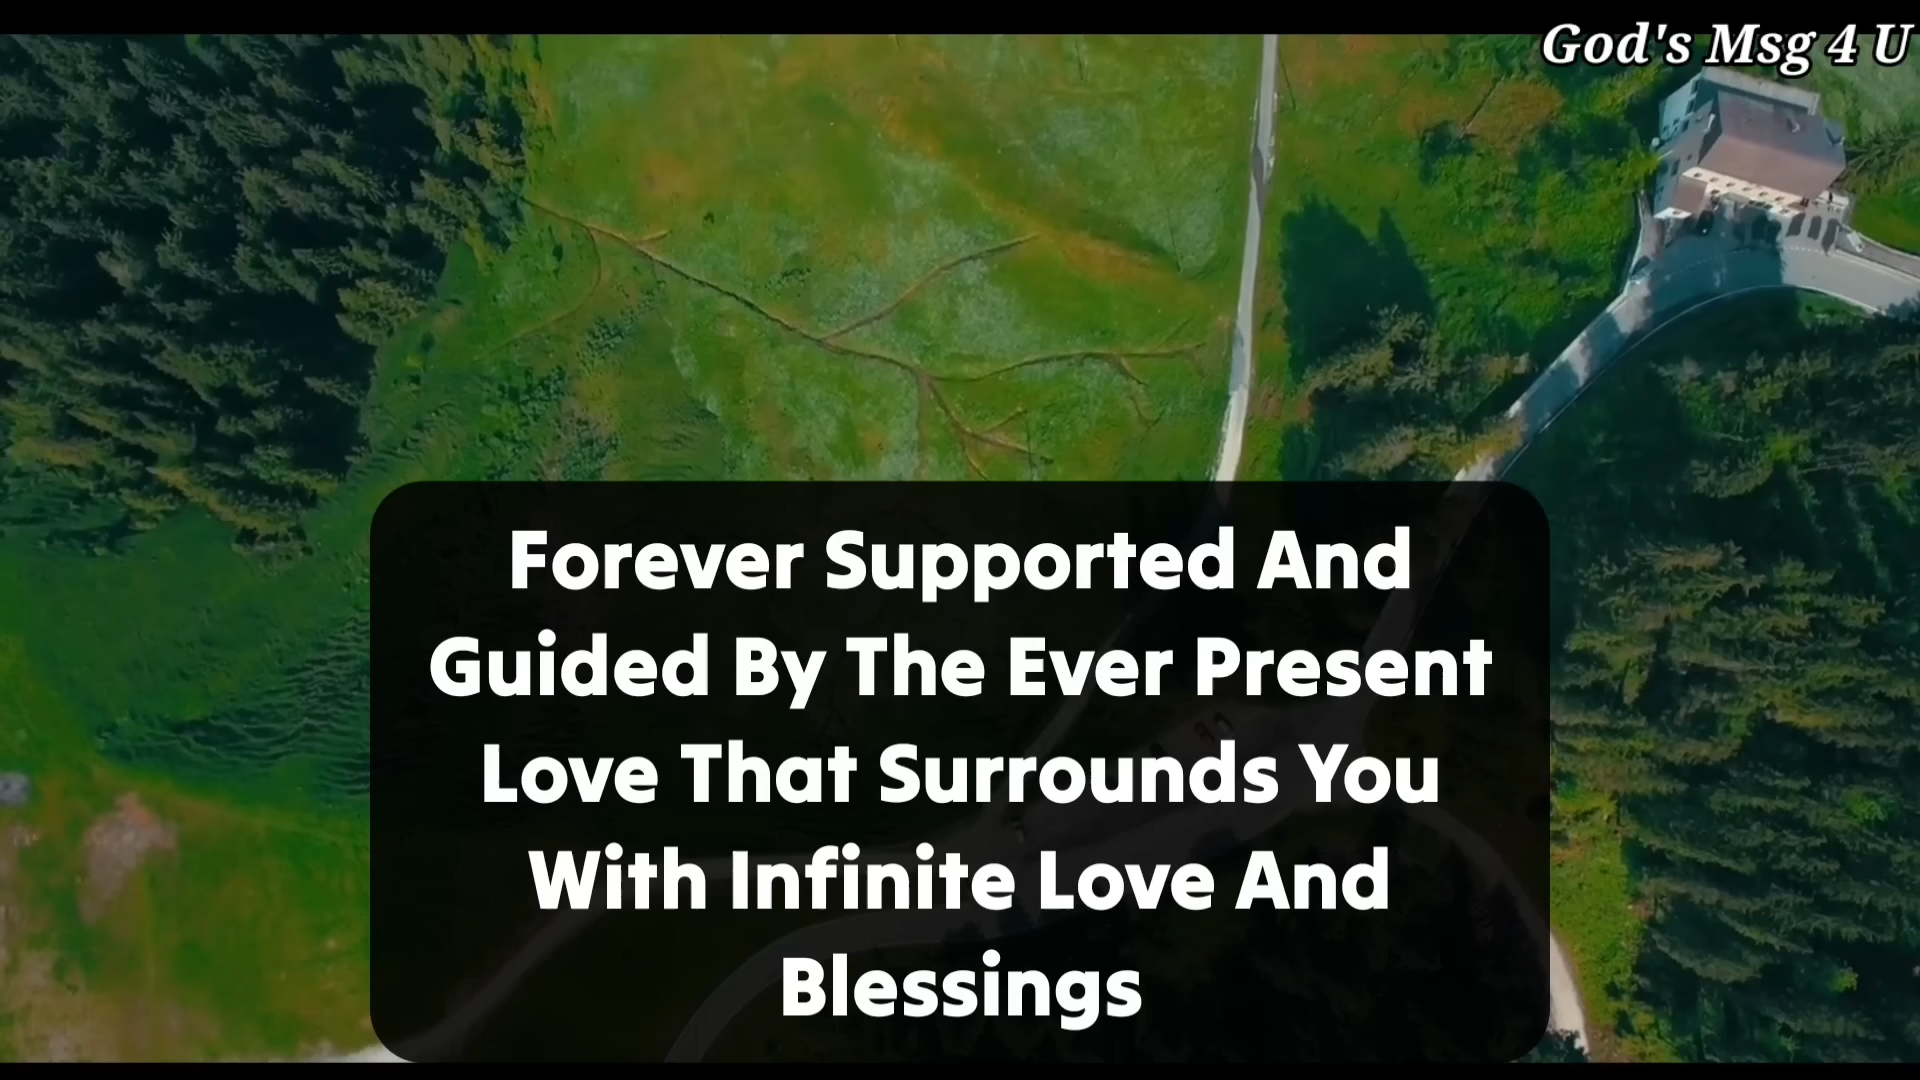 God's Msg 4 U
Forever Supported And
Guided By The Ever Present
Love That Surrounds You
With Infinite Love And
Blessings